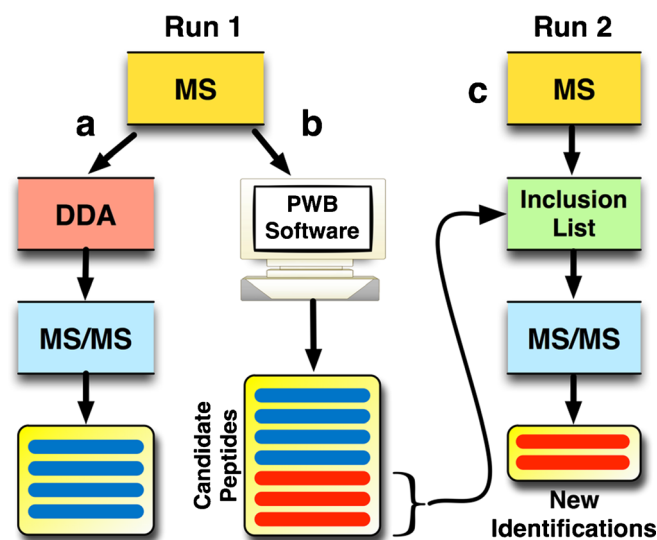 Run 1
Run 2
MS
MS
a
b
c
DDA
PWB
Software
Inclusion
List
MS/MS
MS/MS
Candidate
Peptides
New
Identifications